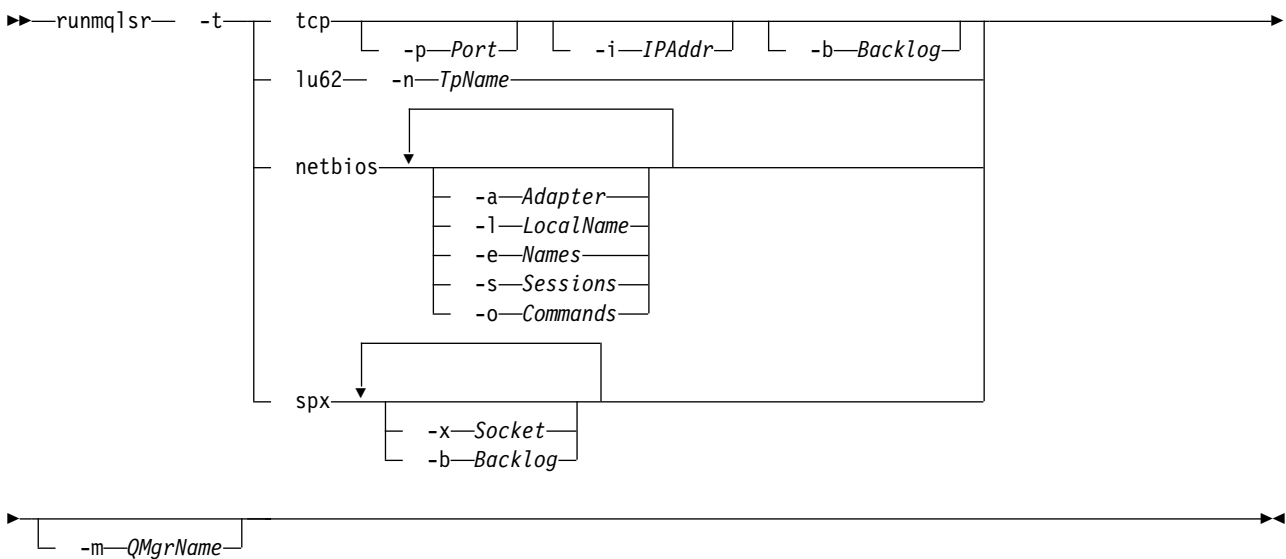 runmqlsr -t tcp
-p Port -i IPAddr -b Backlog
lu62 -n TpName
netbios
-a Adapter
-l LocalName
-e Names
-s Sessions
-o Commands
spx
-x Socket
-b Backlog
-m QMgrName